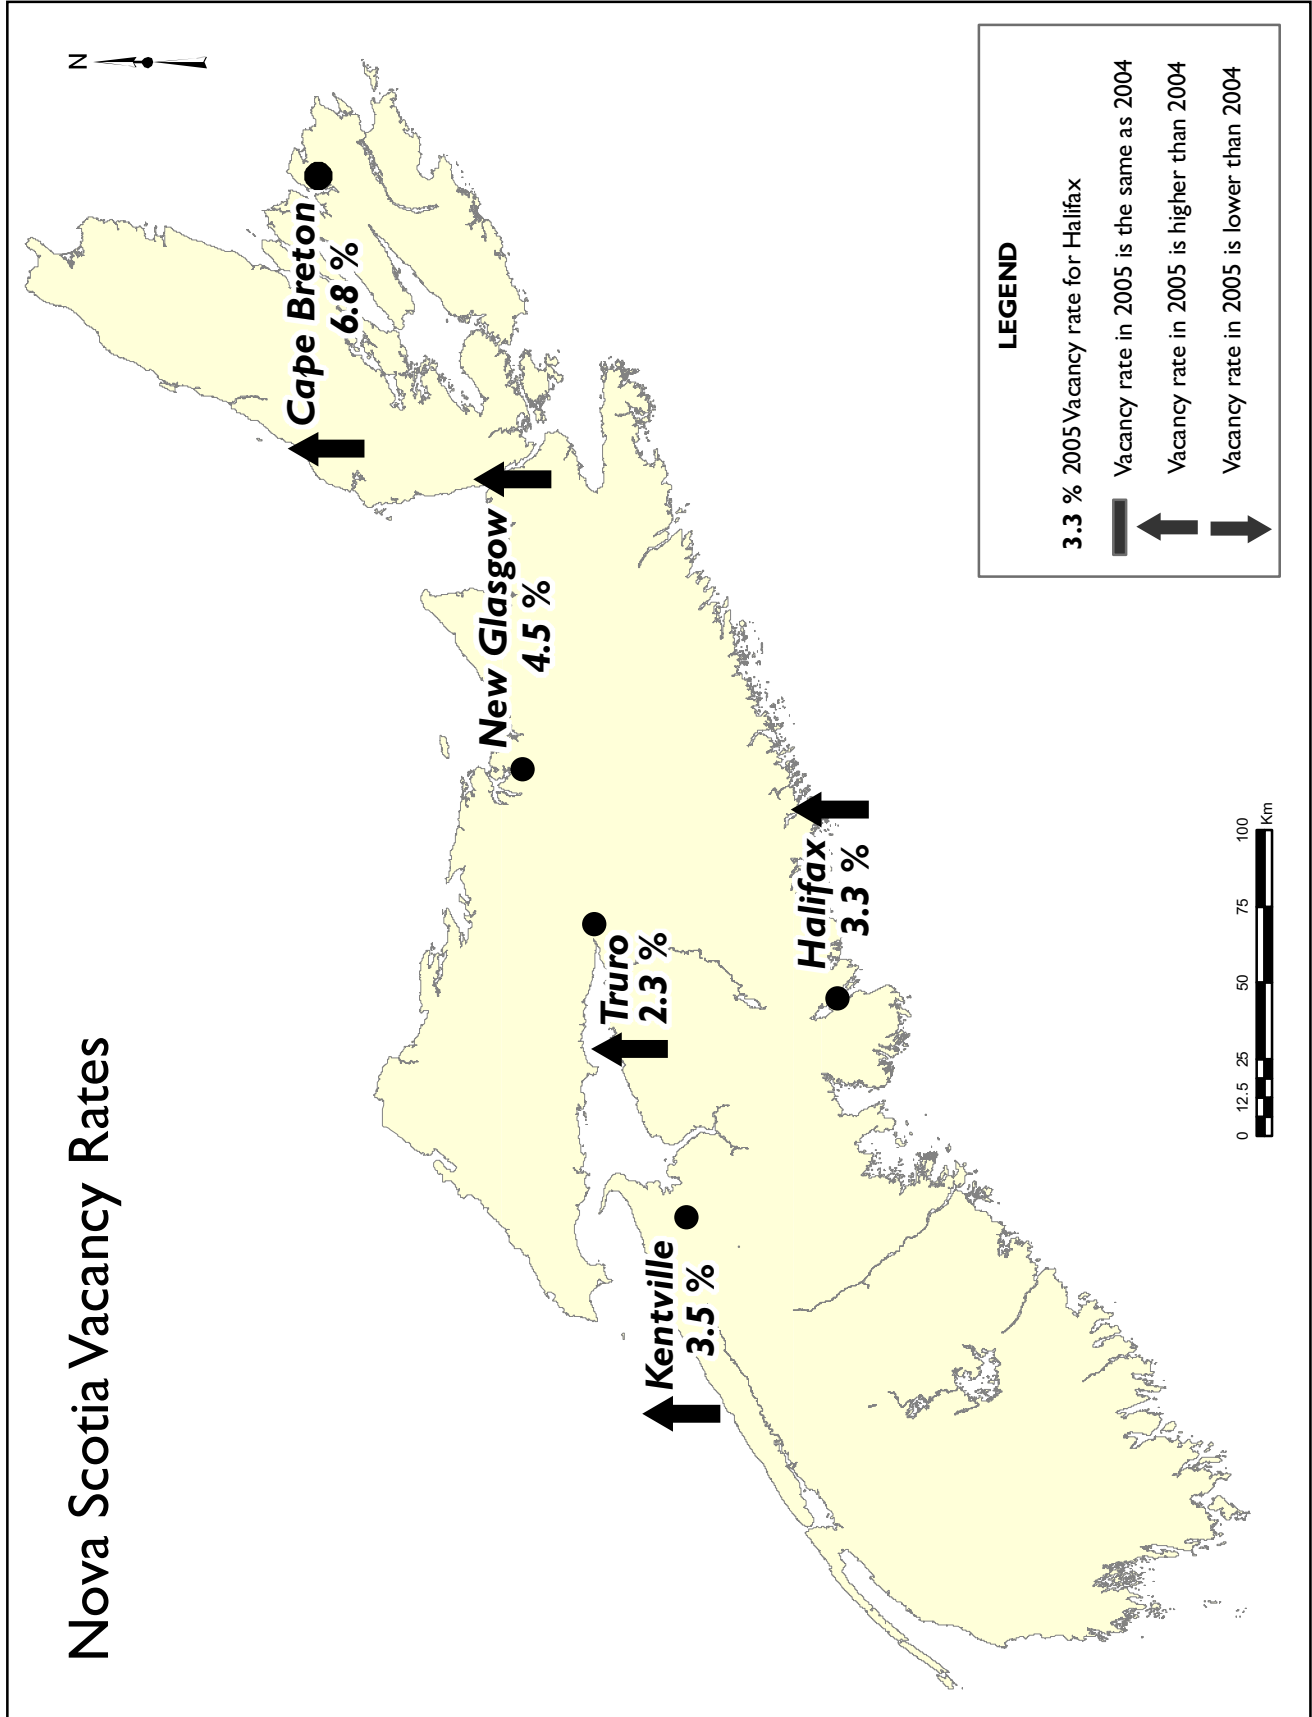 Nova Scotia Vacancy Rates
N
Cape Breton
6.8 %
New Glasgow
4.5 %
Truro
2.3 %
Kentville
3.5 %
Halifax
3.3 %
0 12.5 25 50 75 100
Km
LEGEND
3.3 % 2005 Vacancy rate for Halifax
Vacancy rate in 2005 is the same as 2004
Vacancy rate in 2005 is higher than 2004
Vacancy rate in 2005 is lower than 2004